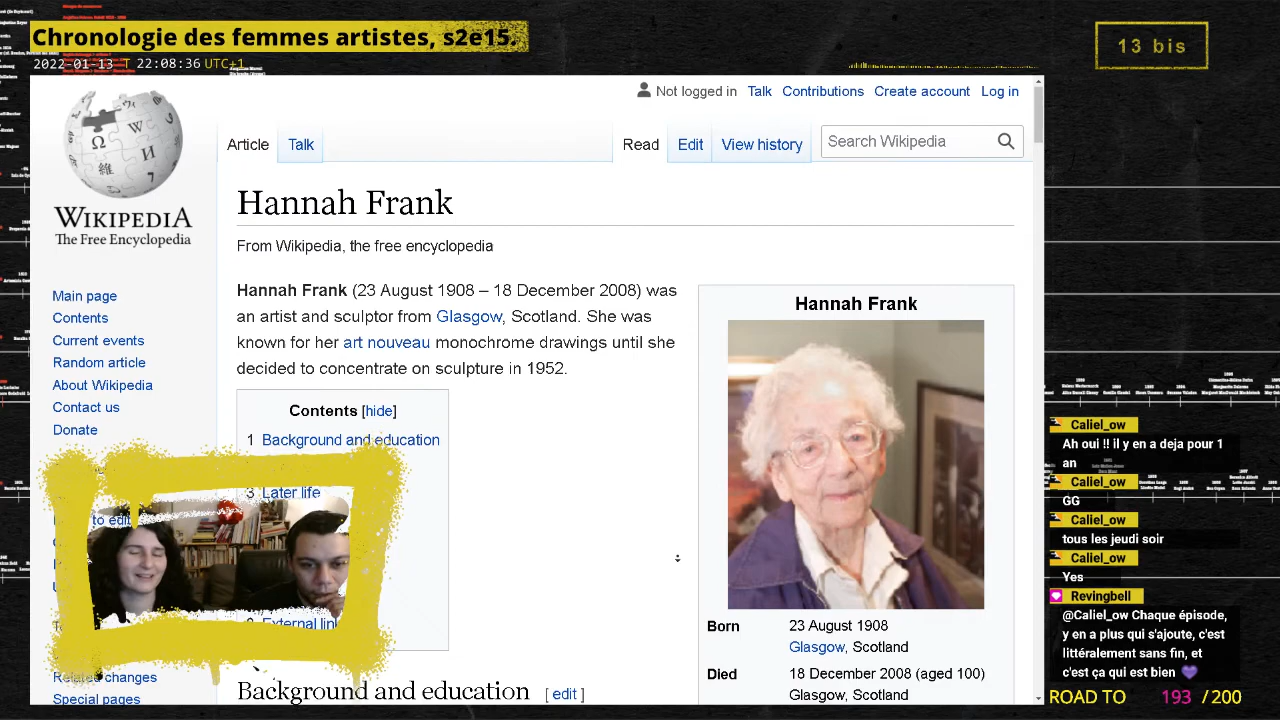 Chronologie des femmes artistes, s2e15
2022-01-13 T 22:08:36 UTC+1
13 bis
Not logged in Talk Contributions Create account Log in
Article Talk Read Edit View history Search Wikipedia
WIKIPEDIA
The Free Encyclopedia
Main page
Contents
Current events
Random article
About Wikipedia
Contact us
Donate
to edit
Related changes
Special pages
Hannah Frank
From Wikipedia, the free encyclopedia
Hannah Frank (23 August 1908 – 18 December 2008) was
an artist and sculptor from Glasgow, Scotland. She was
known for her art nouveau monochrome drawings until she
decided to concentrate on sculpture in 1952.
Contents [hide]
1 Background and education
3 Later life
External lin
Background and education [ edit ]
Hannah Frank
Born 23 August 1908
Glasgow, Scotland
Died 18 December 2008 (aged 100)
Glasgow, Scotland
Caliel_ow
Ah oui !! il y en a deja pour 1
an
Caliel_ow
GG
Caliel_ow
tous les jeudi soir
Caliel_ow
Yes
Revingbell
@Caliel_ow Chaque épisode,
y en a plus qui s'ajoute, c'est
littéralement sans fin, et
c'est ça qui est bien 💜
ROAD TO 193 / 200